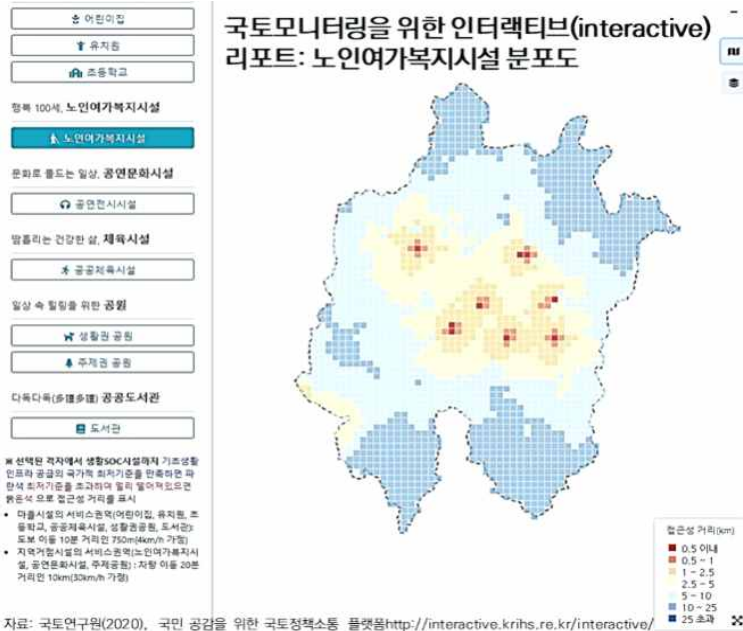 어린이집
유치원
초등학교
행복 100세, 노인여가복지시설
노인여가복지시설
문화로 물드는 일상, 공연문화시설
공연전시시설
땀흘리는 건강한 삶, 체육시설
공공체육시설
일상 속 힐링을 위한 공원
생활권 공원
주제권 공원
다독다독(多讀多讀) 공공도서관
도서관
※ 선택된 격자에서 생활SOC시설까지 기초생활
인프라 공급의 국가적 최저기준을 만족하면 파
란색 최저기준을 초과하여 멀리 떨어져있으면
붉은색 으로 접근성 거리를 표시
• 마을시설의 서비스권역(어린이집, 유치원, 초
등학교, 공공체육시설, 생활권공원, 도서관):
도보 이동 10분 거리인 750m(4km/h 가정)
• 지역거점시설의 서비스권역(노인여가복지시
설, 공연문화시설, 주제공원) : 차량 이동 20분
거리인 10km(30km/h 가정)
국토모니터링을 위한 인터랙티브(interactive)
리포트: 노인여가복지시설 분포도
접근성 거리(km)
0.5 이내
0.5 - 1
1 - 2.5
2.5 - 5
5 - 10
10 - 25
25 초과
자료: 국토연구원(2020), 국민 공감을 위한 국토정책소통 플랫폼http://interactive.krihs.re.kr/interactive/